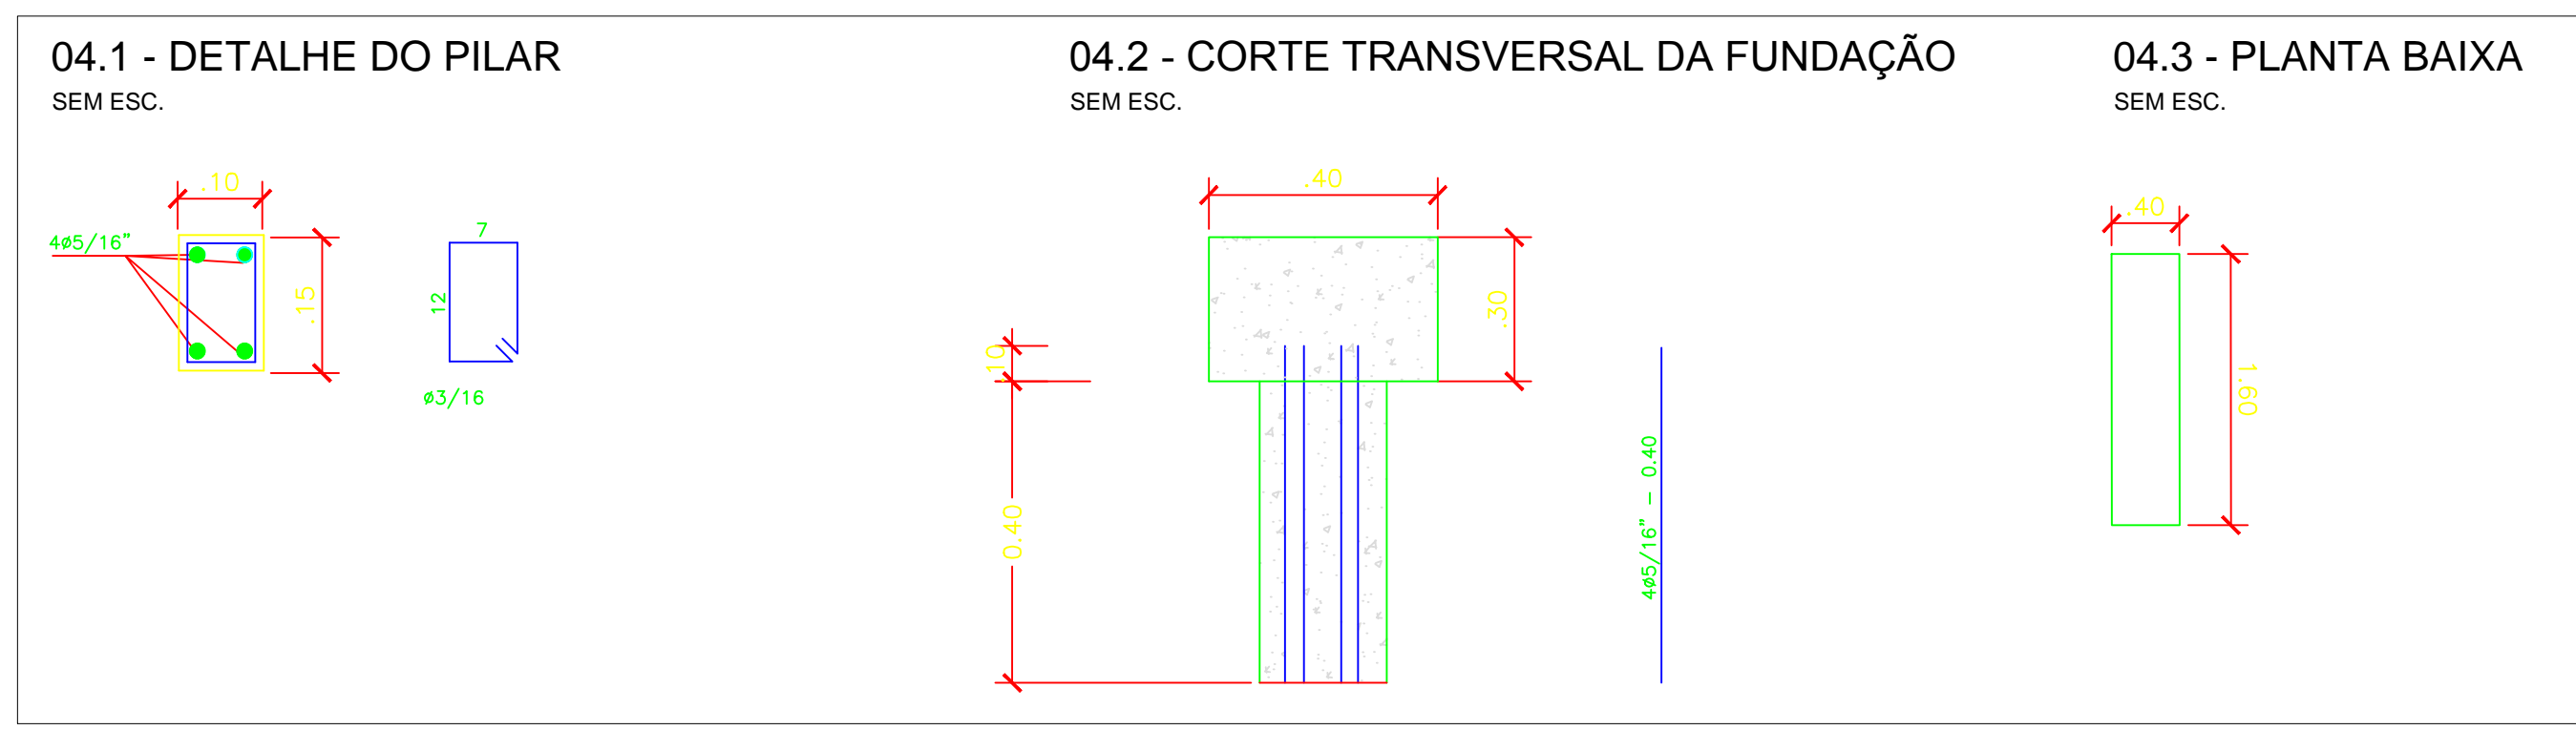 04.1 - DETALHE DO PILAR
SEM ESC.
.10
4ø5/16"
.15
7
12
ø3/16
04.2 - CORTE TRANSVERSAL DA FUNDAÇÃO
SEM ESC.
.40
.30
.10
0.40
4ø5/16" - 0.40
04.3 - PLANTA BAIXA
SEM ESC.
.40
1.60